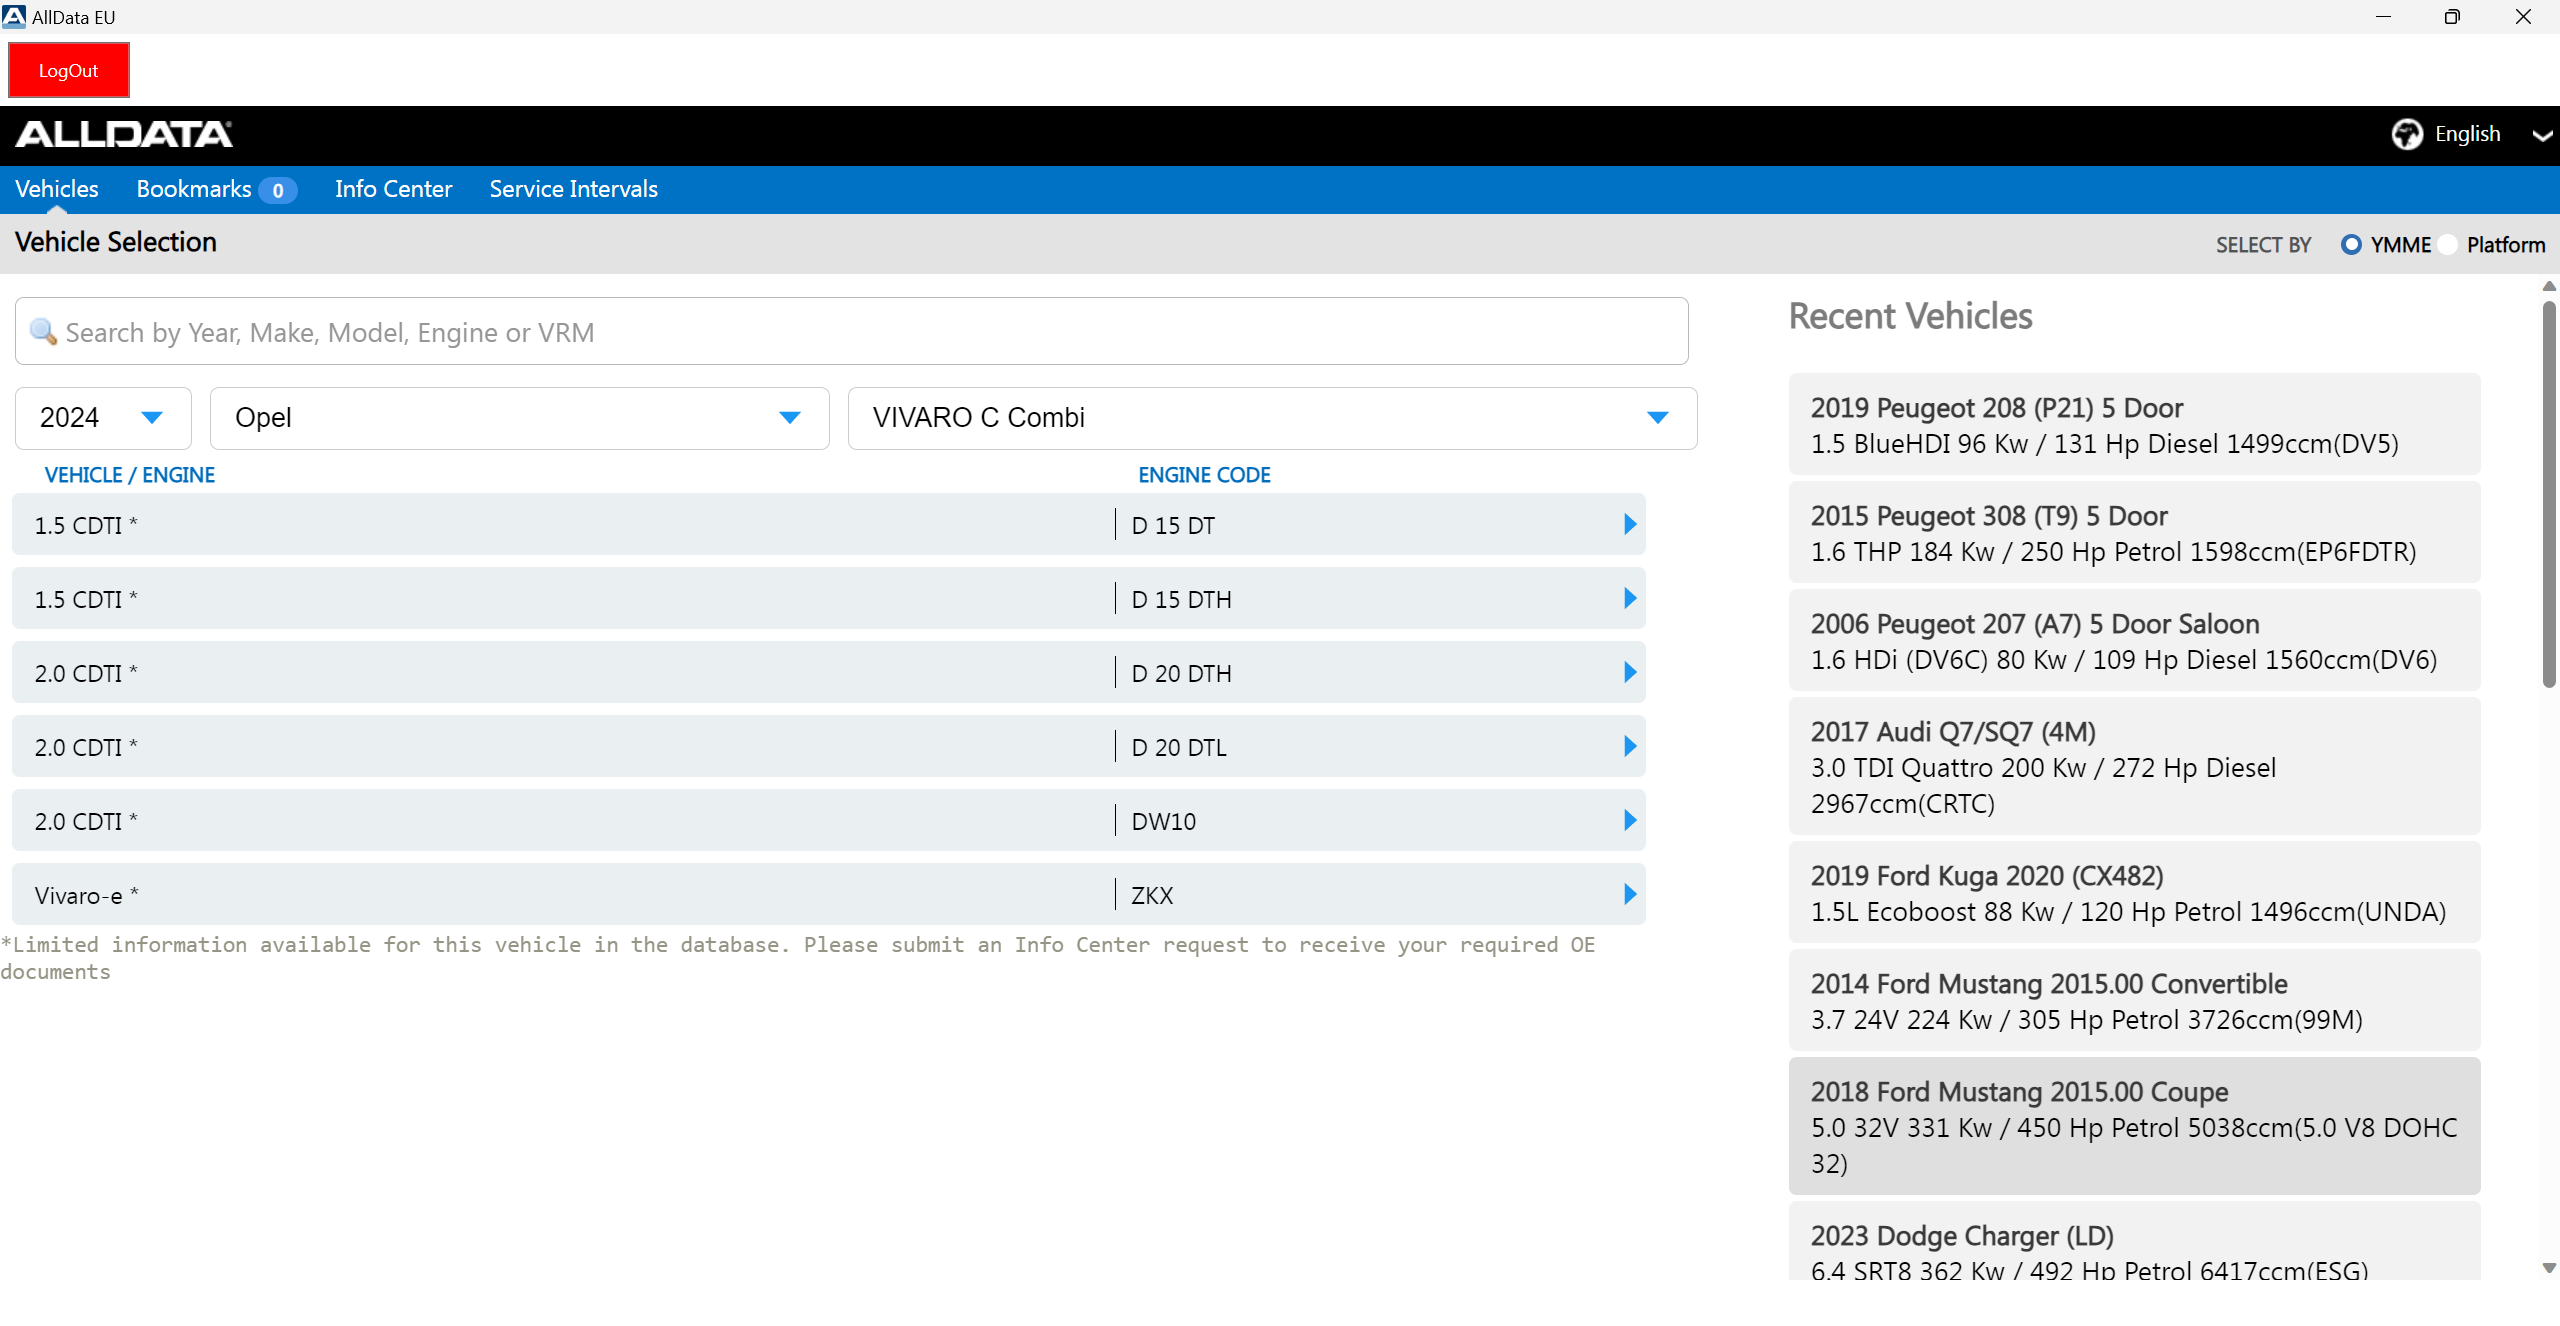 AllData EU
LogOut
ALLDATA
English
Vehicles
Bookmarks 0
Info Center
Service Intervals
Vehicle Selection
SELECT BY YMME Platform
Search by Year, Make, Model, Engine or VRM
2024
Opel
VIVARO C Combi
VEHICLE / ENGINE
ENGINE CODE
1.5 CDTI *
D 15 DT
1.5 CDTI *
D 15 DTH
2.0 CDTI *
D 20 DTH
2.0 CDTI *
D 20 DTL
2.0 CDTI *
DW10
Vivaro-e *
ZKX
*Limited information available for this vehicle in the database. Please submit an Info Center request to receive your required OE
documents
Recent Vehicles
2019 Peugeot 208 (P21) 5 Door
1.5 BlueHDI 96 Kw / 131 Hp Diesel 1499ccm(DV5)
2015 Peugeot 308 (T9) 5 Door
1.6 THP 184 Kw / 250 Hp Petrol 1598ccm(EP6FDTR)
2006 Peugeot 207 (A7) 5 Door Saloon
1.6 HDi (DV6C) 80 Kw / 109 Hp Diesel 1560ccm(DV6)
2017 Audi Q7/SQ7 (4M)
3.0 TDI Quattro 200 Kw / 272 Hp Diesel
2967ccm(CRTC)
2019 Ford Kuga 2020 (CX482)
1.5L Ecoboost 88 Kw / 120 Hp Petrol 1496ccm(UNDA)
2014 Ford Mustang 2015.00 Convertible
3.7 24V 224 Kw / 305 Hp Petrol 3726ccm(99M)
2018 Ford Mustang 2015.00 Coupe
5.0 32V 331 Kw / 450 Hp Petrol 5038ccm(5.0 V8 DOHC
32)
2023 Dodge Charger (LD)
6.4 SRT8 362 Kw / 492 Hp Petrol 6417ccm(ESG)